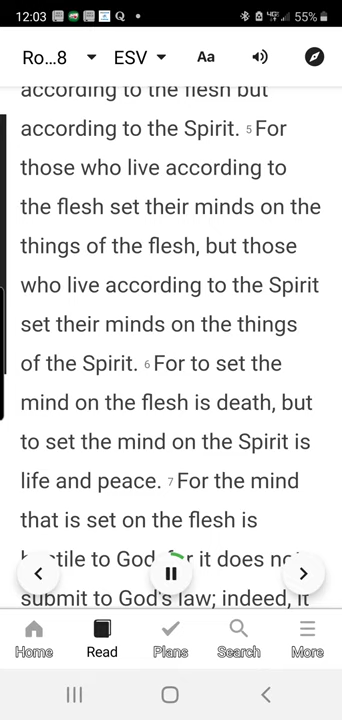 12:03 Q 55%
Ro...8 ESV Aa
according to the flesh but
according to the Spirit. 5 For
those who live according to
the flesh set their minds on the
things of the flesh, but those
who live according to the Spirit
set their minds on the things
of the Spirit. 6 For to set the
mind on the flesh is death, but
to set the mind on the Spirit is
life and peace. 7 For the mind
that is set on the flesh is
to God, it does
submit to God's law; indeed, it
Home Read Plans Search More